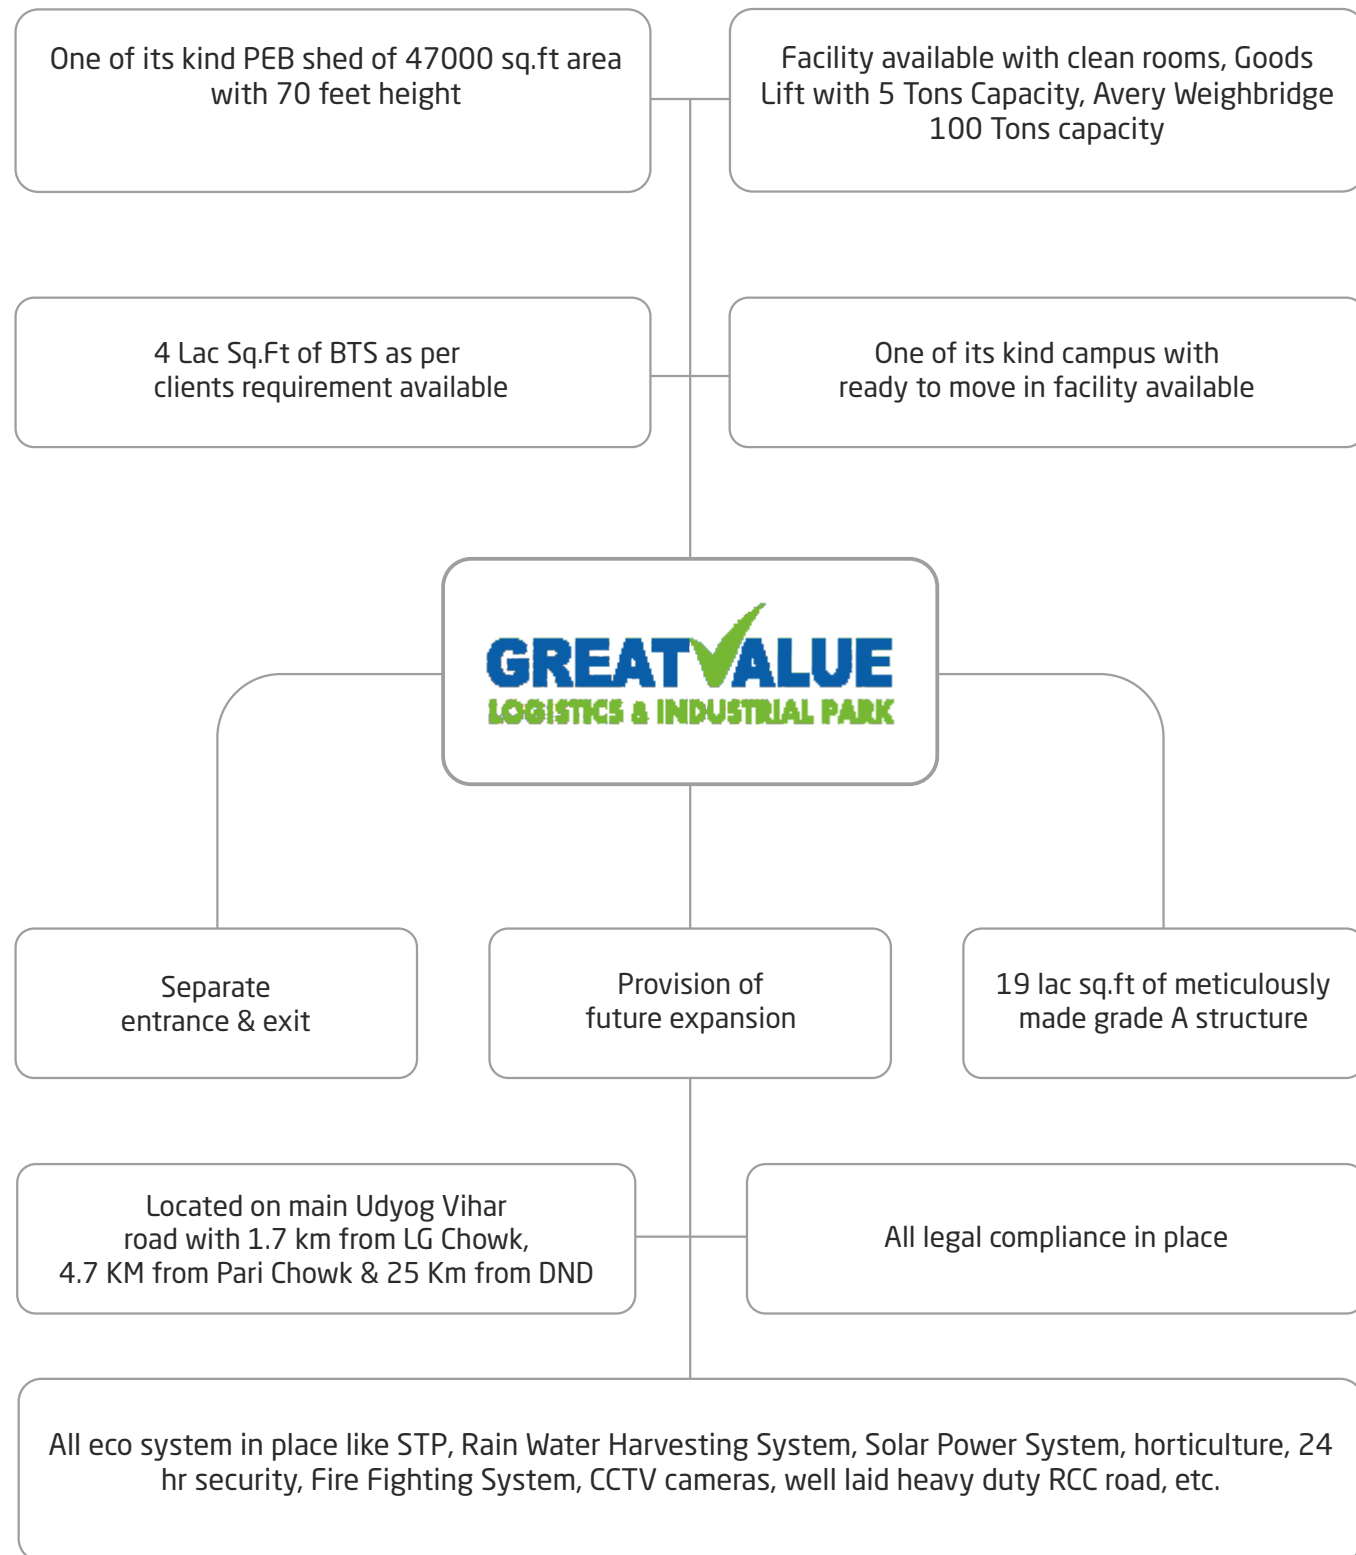 One of its kind PEB shed of 47000 sq.ft area
with 70 feet height
Facility available with clean rooms, Goods
Lift with 5 Tons Capacity, Avery Weighbridge
100 Tons capacity
4 Lac Sq.Ft of BTS as per
clients requirement available
One of its kind campus with
ready to move in facility available
GREATVALUE
LOGISTICS & INDUSTRIAL PARK
Separate
entrance & exit
Provision of
future expansion
19 lac sq.ft of meticulously
made grade A structure
Located on main Udyog Vihar
road with 1.7 km from LG Chowk,
4.7 KM from Pari Chowk & 25 Km from DND
All legal compliance in place
All eco system in place like STP, Rain Water Harvesting System, Solar Power System, horticulture, 24
hr security, Fire Fighting System, CCTV cameras, well laid heavy duty RCC road, etc.